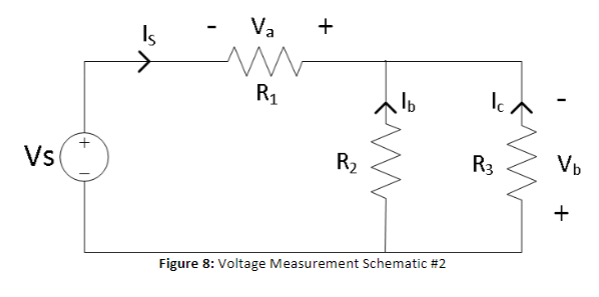 Is
- Va +
R1
Ib
Ic
-
Vs
+
-
R2
R3
Vb
+
Figure 8: Voltage Measurement Schematic #2